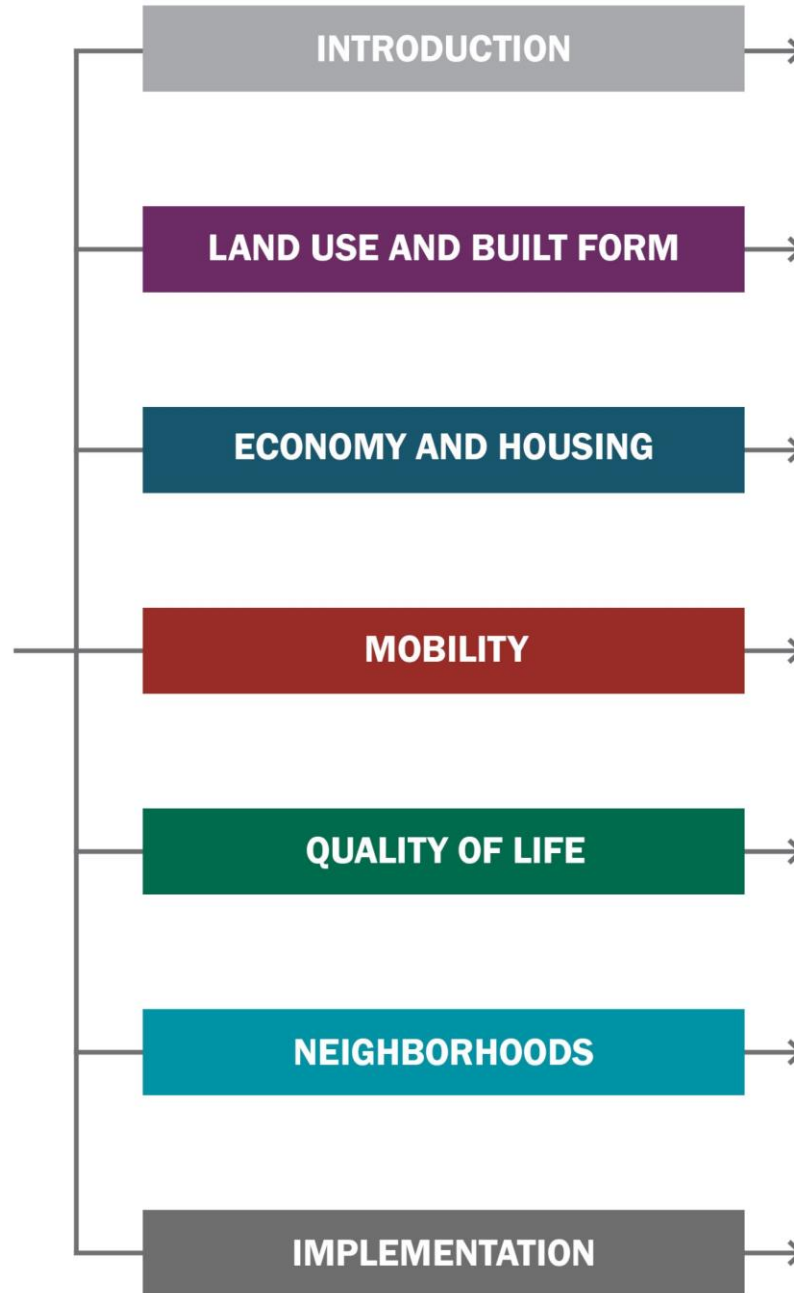 INTRODUCTION
LAND USE AND BUILT FORM
ECONOMY AND HOUSING
MOBILITY
QUALITY OF LIFE
NEIGHBORHOODS
IMPLEMENTATION